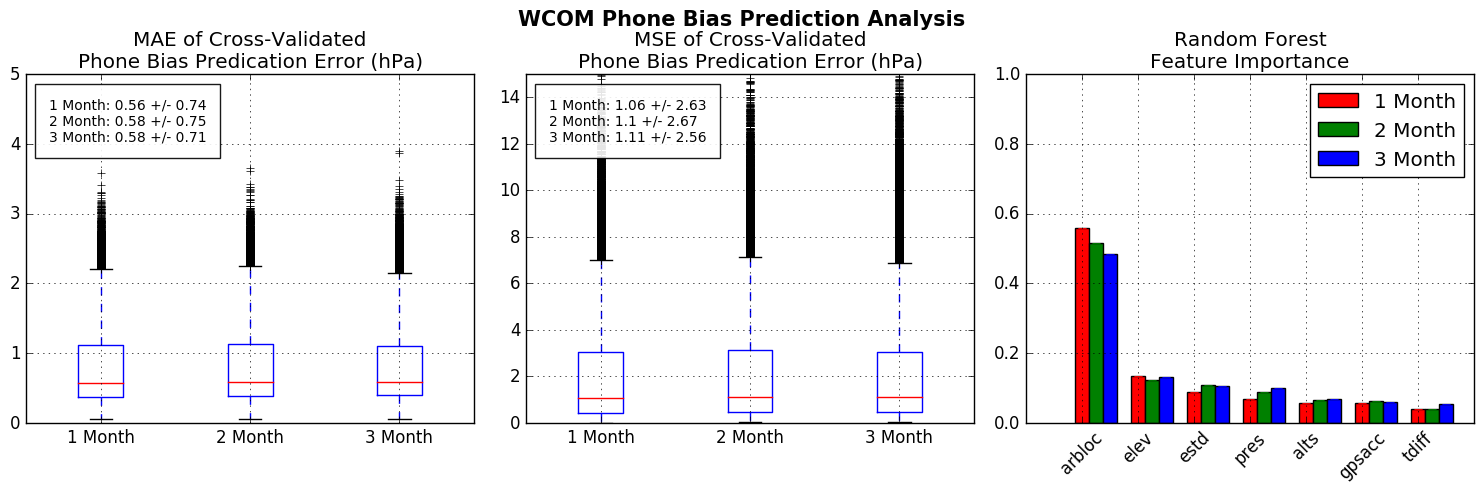 WCOM Phone Bias Prediction Analysis
MAE of Cross-Validated
Phone Bias Predication Error (hPa)
5
4
3
2
1
0
1 Month: 0.56 +/- 0.74
2 Month: 0.58 +/- 0.75
3 Month: 0.58 +/- 0.71
1 Month
2 Month
3 Month
MSE of Cross-Validated
Phone Bias Predication Error (hPa)
14
12
10
8
6
4
2
0
1 Month: 1.06 +/- 2.63
2 Month: 1.1 +/- 2.67
3 Month: 1.11 +/- 2.56
1 Month
2 Month
3 Month
Random Forest
Feature Importance
1.0
0.8
0.6
0.4
0.2
0.0
1 Month
2 Month
3 Month
arbloc
elev
estd
pres
alts
gpsacc
tdiff